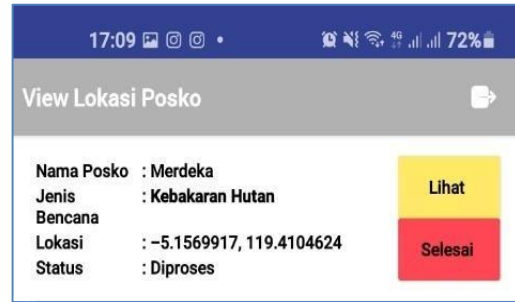 17:09 4G 72%
View Lokasi Posko
Nama Posko : Merdeka
Lihat
Jenis Bencana : Kebakaran Hutan
Lokasi : −5.1569917, 119.4104624
Selesai
Status : Diproses